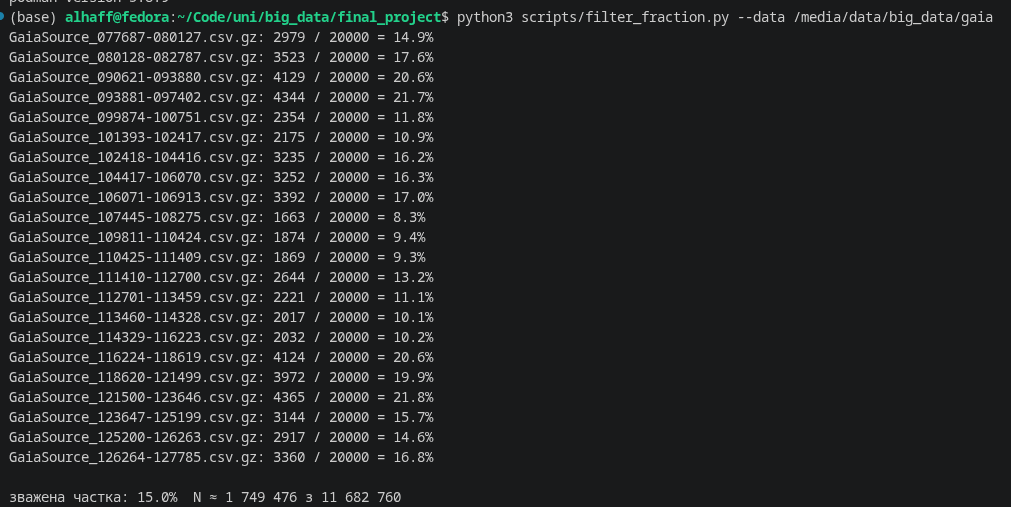 (base) alhaff@fedora:~/Code/uni/big_data/final_project$ python3 scripts/filter_fraction.py --data /media/data/big_data/gaia
GaiaSource_077687-080127.csv.gz: 2979 / 20000 = 14.9%
GaiaSource_080128-082787.csv.gz: 3523 / 20000 = 17.6%
GaiaSource_090621-093880.csv.gz: 4129 / 20000 = 20.6%
GaiaSource_093881-097402.csv.gz: 4344 / 20000 = 21.7%
GaiaSource_099874-100751.csv.gz: 2354 / 20000 = 11.8%
GaiaSource_101393-102417.csv.gz: 2175 / 20000 = 10.9%
GaiaSource_102418-104416.csv.gz: 3235 / 20000 = 16.2%
GaiaSource_104417-106070.csv.gz: 3252 / 20000 = 16.3%
GaiaSource_106071-106913.csv.gz: 3392 / 20000 = 17.0%
GaiaSource_107445-108275.csv.gz: 1663 / 20000 = 8.3%
GaiaSource_109811-110424.csv.gz: 1874 / 20000 = 9.4%
GaiaSource_110425-111409.csv.gz: 1869 / 20000 = 9.3%
GaiaSource_111410-112700.csv.gz: 2644 / 20000 = 13.2%
GaiaSource_112701-113459.csv.gz: 2221 / 20000 = 11.1%
GaiaSource_113460-114328.csv.gz: 2017 / 20000 = 10.1%
GaiaSource_114329-116223.csv.gz: 2032 / 20000 = 10.2%
GaiaSource_116224-118619.csv.gz: 4124 / 20000 = 20.6%
GaiaSource_118620-121499.csv.gz: 3972 / 20000 = 19.9%
GaiaSource_121500-123646.csv.gz: 4365 / 20000 = 21.8%
GaiaSource_123647-125199.csv.gz: 3144 / 20000 = 15.7%
GaiaSource_125200-126263.csv.gz: 2917 / 20000 = 14.6%
GaiaSource_126264-127785.csv.gz: 3360 / 20000 = 16.8%
зважена частка: 15.0%  N ≈ 1 749 476 з 11 682 760